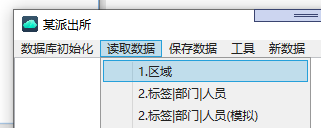 某派出所
数据库初始化 读取数据 保存数据 工具 新数据
1.区域
2.标签|部门|人员
2.标签|部门|人员(模拟)